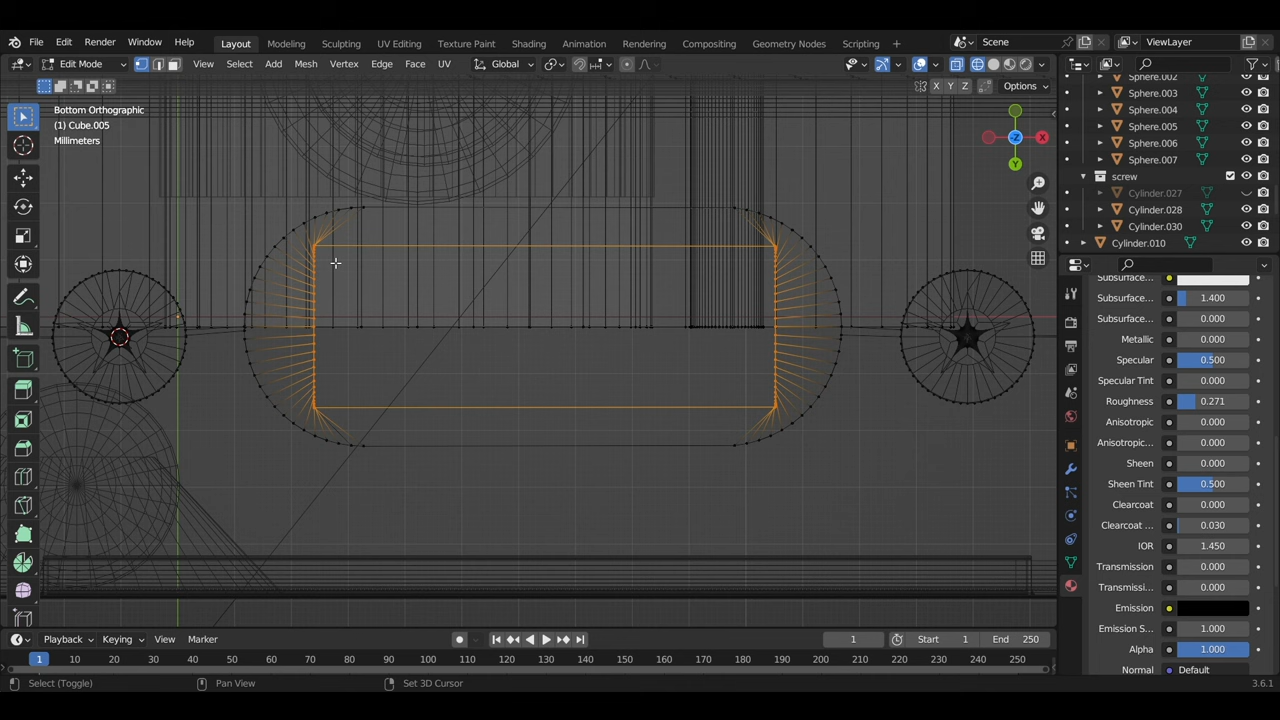 File Edit Render Window Help Layout Modeling Sculpting UV Editing Texture Paint Shading Animation Rendering Compositing Geometry Nodes Scripting + Scene ViewLayer
Edit Mode View Select Add Mesh Vertex Edge Face UV Global
X Y Z Options
Bottom Orthographic
(1) Cube.005
Millimeters
X
-Z
Y
Sphere.002
Sphere.003
Sphere.004
Sphere.005
Sphere.006
Sphere.007
screw
Cylinder.027
Cylinder.028
Cylinder.030
Cylinder.010
Subsurface...
Subsurface... 1.400
Subsurface... 0.000
Metallic 0.000
Specular 0.500
Specular Tint 0.000
Roughness 0.271
Anisotropic 0.000
Anisotropic... 0.000
Sheen 0.000
Sheen Tint 0.500
Clearcoat 0.000
Clearcoat ... 0.030
IOR 1.450
Transmission 0.000
Transmissi... 0.000
Emission
Emission S... 1.000
Alpha 1.000
Normal Default
Playback Keying View Marker 1 Start 1 End 250
1 10 20 30 40 50 60 70 80 90 100 110 120 130 140 150 160 170 180 190 200 210 220 230 240 250
Select (Toggle) Pan View Set 3D Cursor 3.6.1